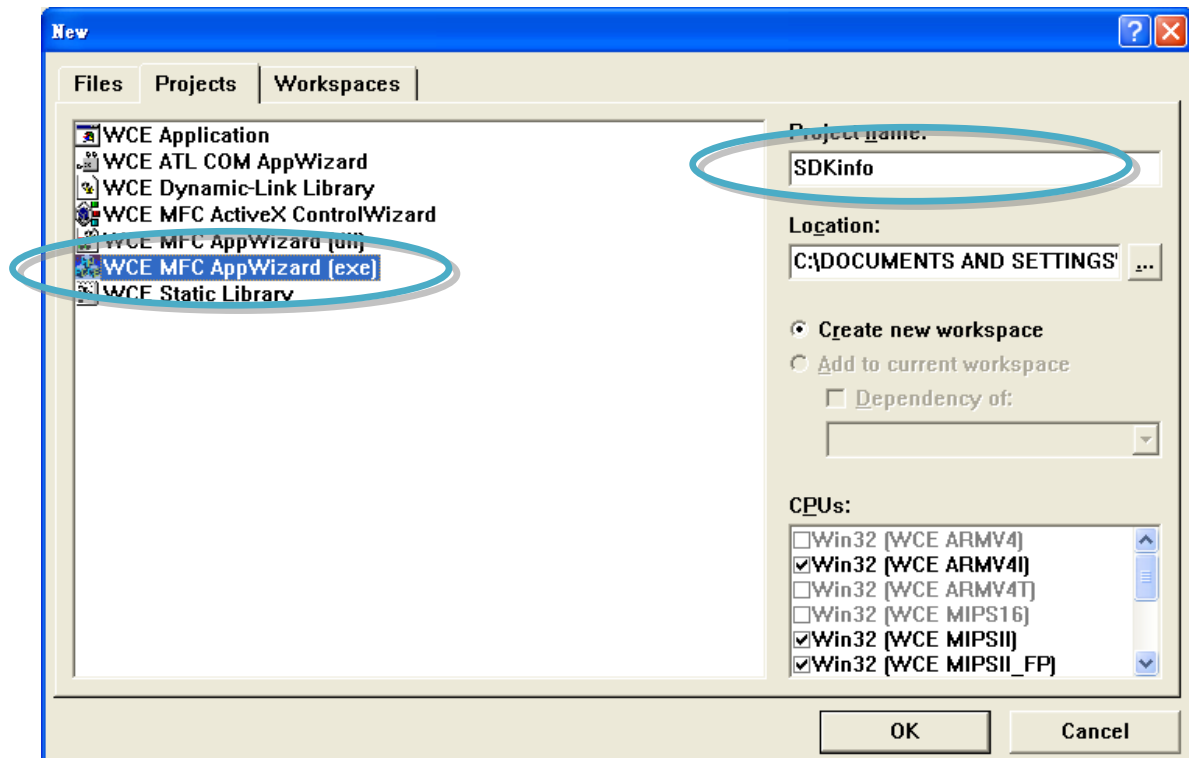 New
Files Projects Workspaces
WCE Application
WCE ATL COM AppWizard
WCE Dynamic-Link Library
WCE MFC ActiveX ControlWizard
WCE MFC AppWizard (dll)
WCE MFC AppWizard (exe)
WCE Static Library
Project name:
SDKinfo
Location:
C:\DOCUMENTS AND SETTINGS'
...
Create new workspace
Add to current workspace
Dependency of:
CPUs:
Win32 (WCE ARMV4)
Win32 (WCE ARMV4I)
Win32 (WCE ARMV4T)
Win32 (WCE MIPS16)
Win32 (WCE MIPSII)
Win32 (WCE MIPSII_FP)
OK Cancel